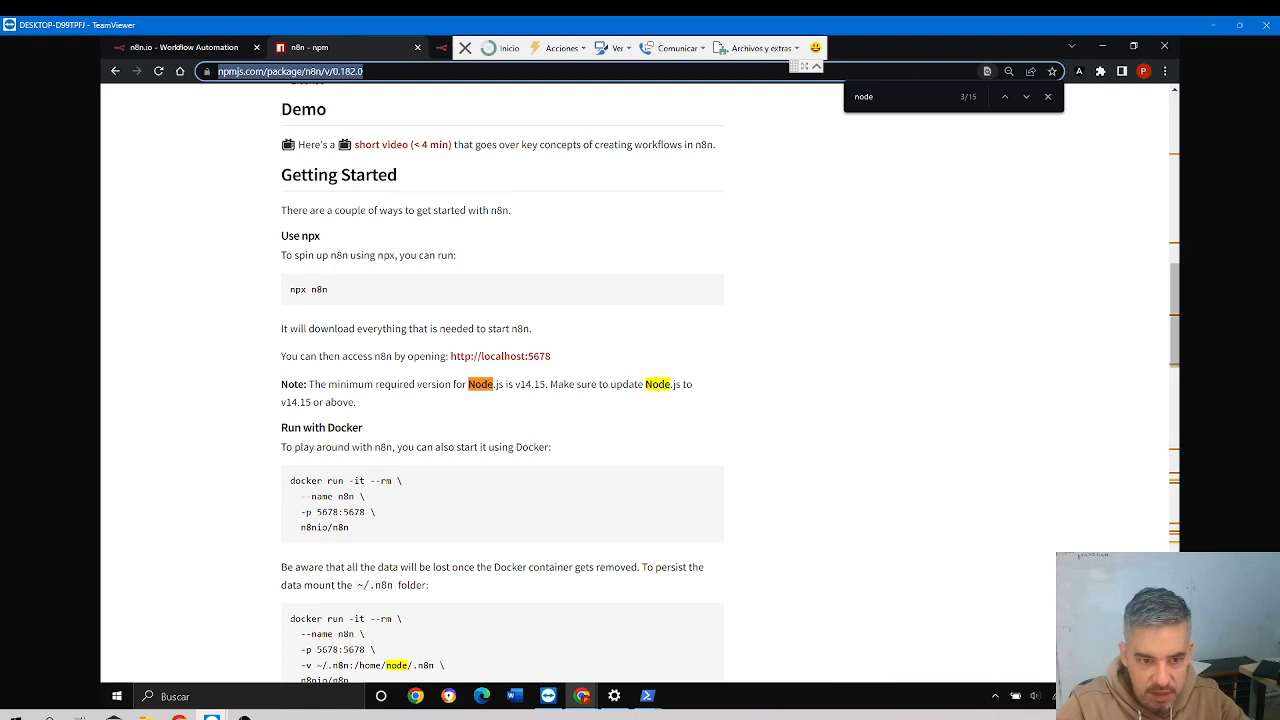 DESKTOP-D99TPFJ - TeamViewer
n8n.io - Workflow Automation
n8n - npm
Inicio
Acciones
Ver
Comunicar
Archivos y extras
npmjs.com/package/n8n/v/0.182.0
A
P
node
3/15
Demo
Here's a short video (< 4 min) that goes over key concepts of creating workflows in n8n.
Getting Started
There are a couple of ways to get started with n8n.
Use npx
To spin up n8n using npx, you can run:
npx n8n
It will download everything that is needed to start n8n.
You can then access n8n by opening: http://localhost:5678
Note: The minimum required version for Node.js is v14.15. Make sure to update Node.js to
v14.15 or above.
Run with Docker
To play around with n8n, you can also start it using Docker:
docker run -it --rm \
--name n8n \
-p 5678:5678 \
n8nio/n8n
Be aware that all the data will be lost once the Docker container gets removed. To persist the
data mount the ~/.n8n folder:
docker run -it --rm \
--name n8n \
-p 5678:5678 \
-v ~/.n8n:/home/node/.n8n \
n8nio/n8n
Buscar